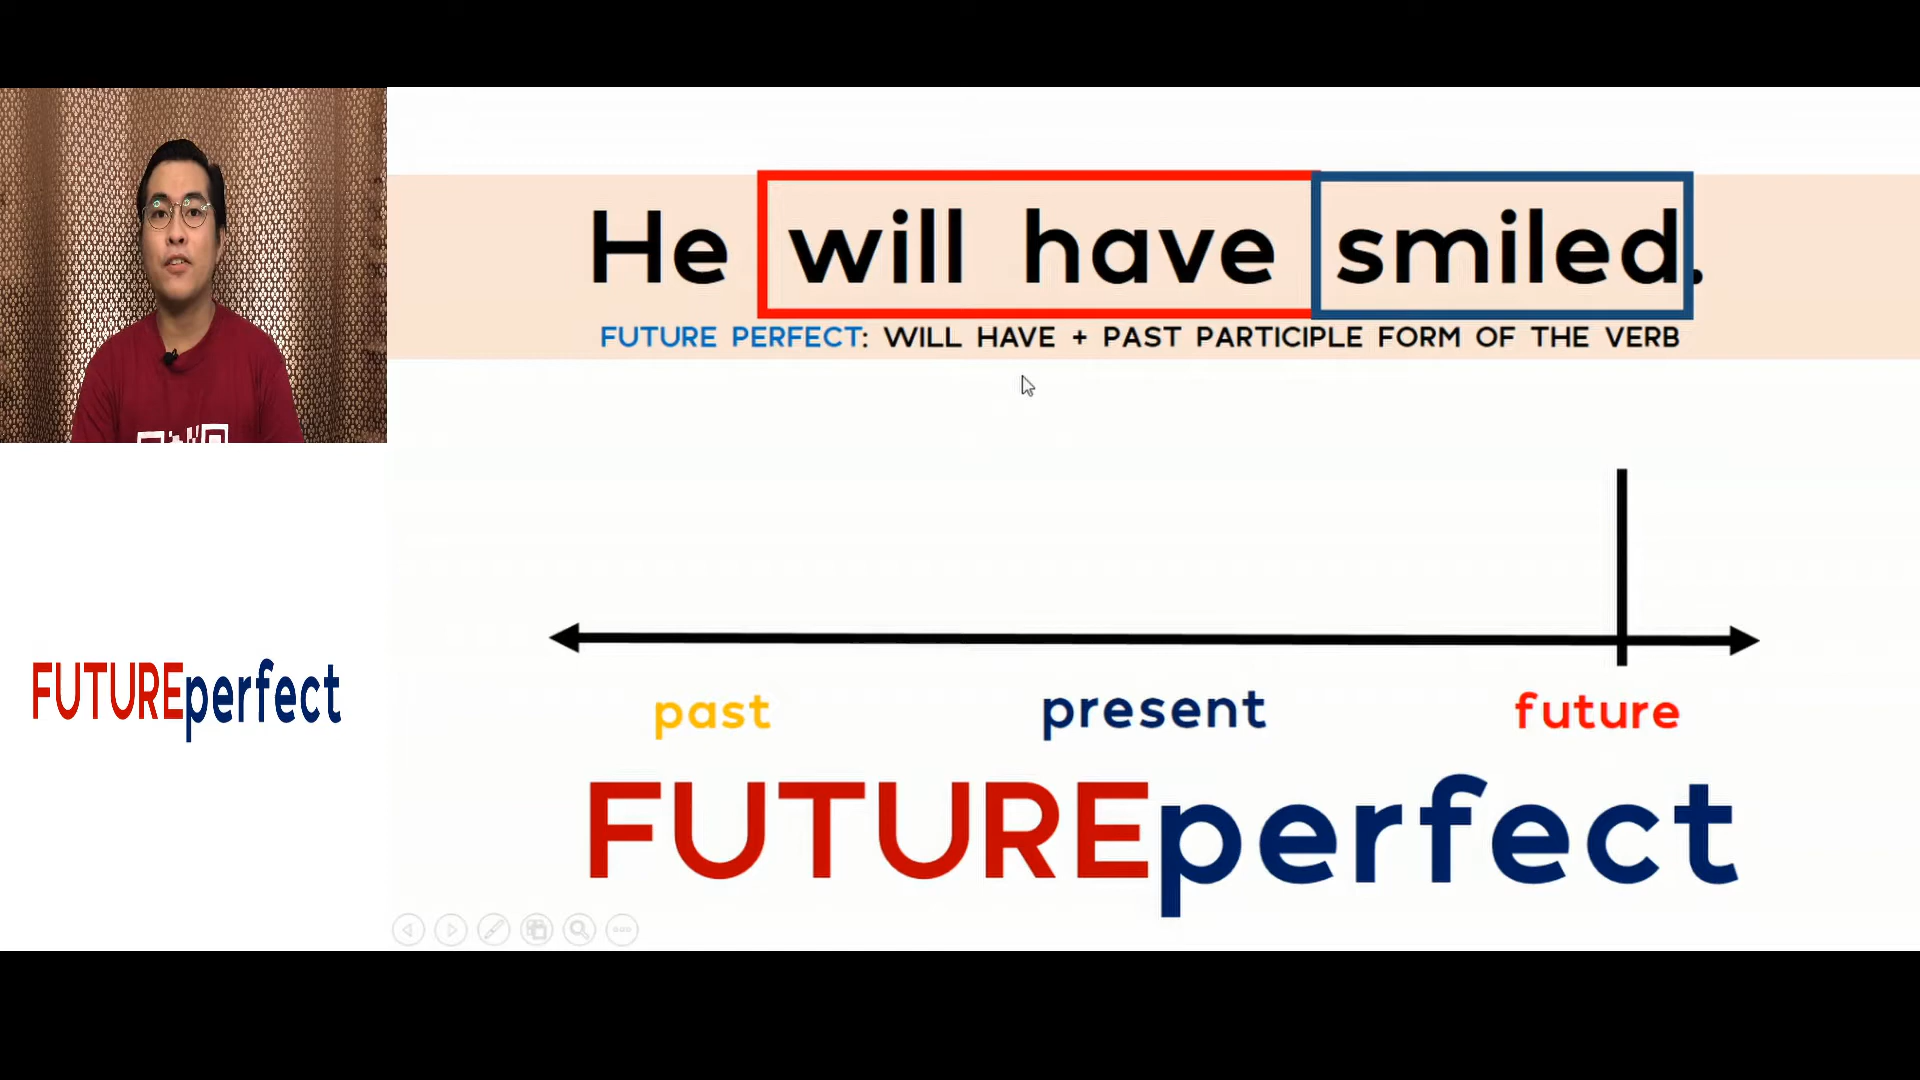 He will have smiled.
FUTURE PERFECT: WILL HAVE + PAST PARTICIPLE FORM OF THE VERB
FUTUREperfect
past present future
FUTUREperfect